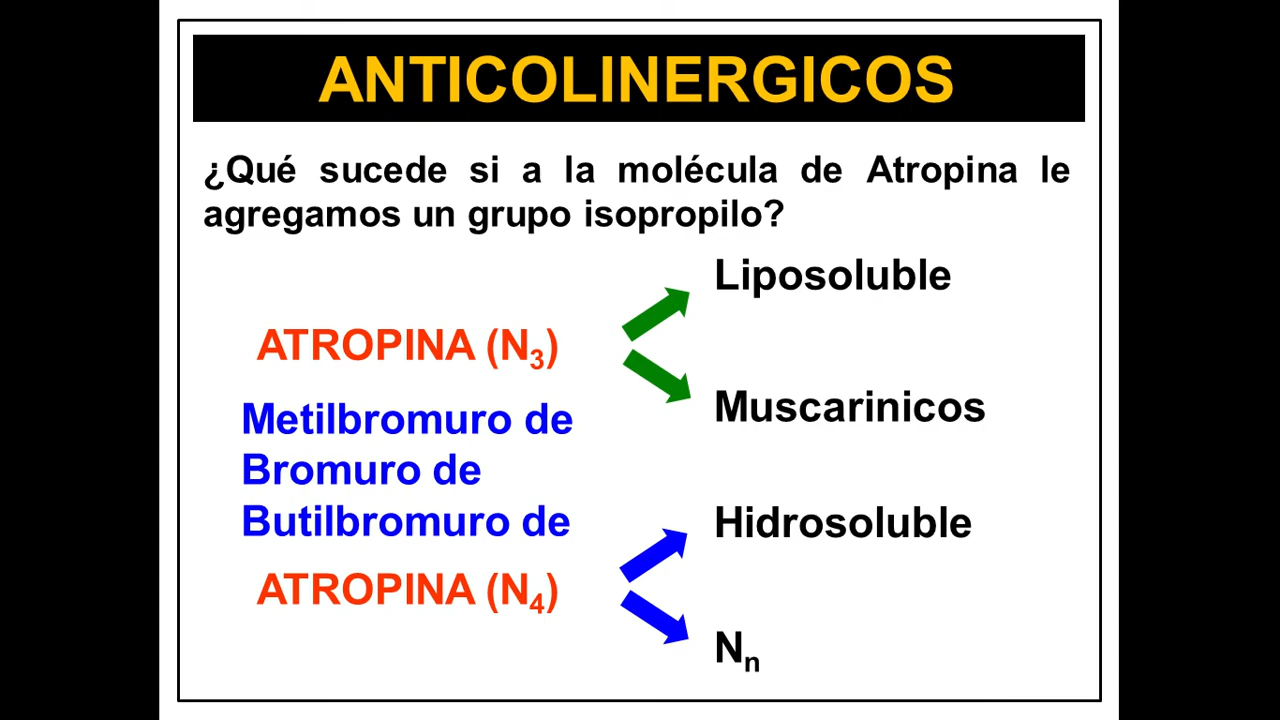 ANTICOLINERGICOS
¿Qué sucede si a la molécula de Atropina le
agregamos un grupo isopropilo?
Liposoluble
ATROPINA (N₃)
Muscarinicos
Metilbromuro de
Bromuro de
Butilbromuro de
Hidrosoluble
ATROPINA (N₄)
Nₙ